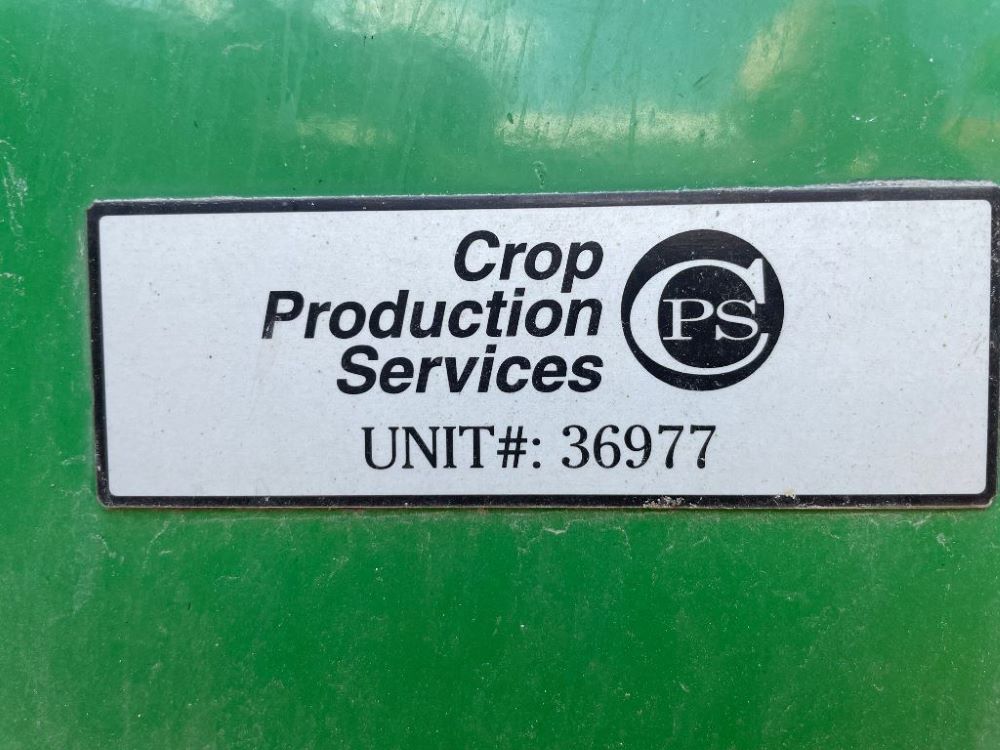 Crop
Production
Services
CPS
UNIT#: 36977